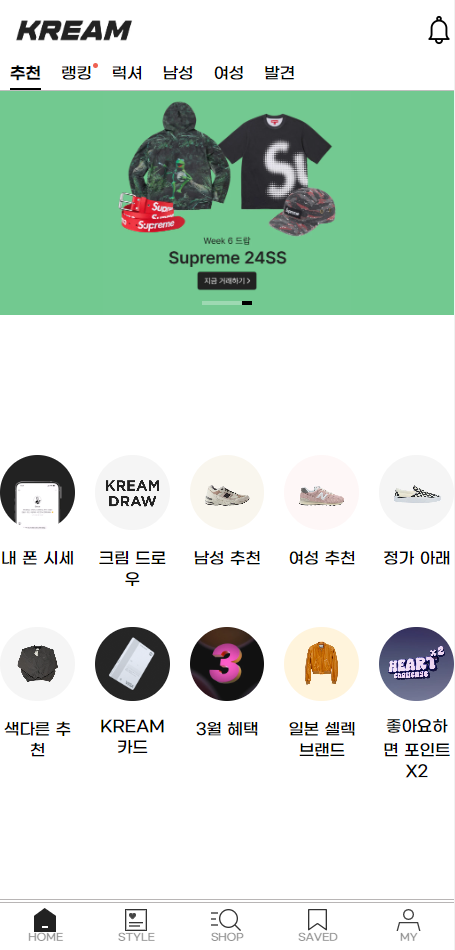 KREAM
추천 랭킹 럭셔 남성 여성 발견
S
Supreme
Supreme
Week 6 드랍
Supreme 24SS
지금 거래하기 >
KREAM
DRAW
내 폰 시세 크림 드로우 남성 추천 여성 추천 정가 아래
3
HEART x2
challenge
색다른 추천 KREAM 카드 3월 혜택 일본 셀렉 브랜드 좋아요하면 포인트 X2
HOME STYLE SHOP SAVED MY